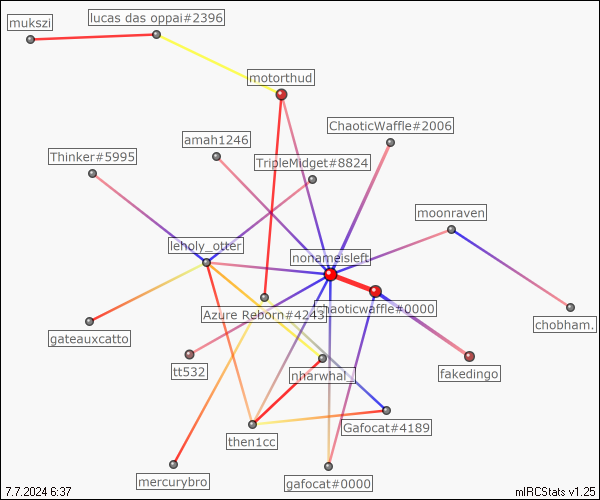 lucas das oppai#2396
mukszi
motorthud
ChaoticWaffle#2006
amah1246
Thinker#5995
TripleMidget#8824
moonraven
leholy_otter
nonamesleft
chaoticwaffle#0000
Azure Reborn#4243
chobham.
gateauxcatto
tt532
nharwhal_
fakedingo
Gafocat#4189
then1cc
mercurybro
gafocat#0000
7.7.2024 6:37
mIRCStats v1.25